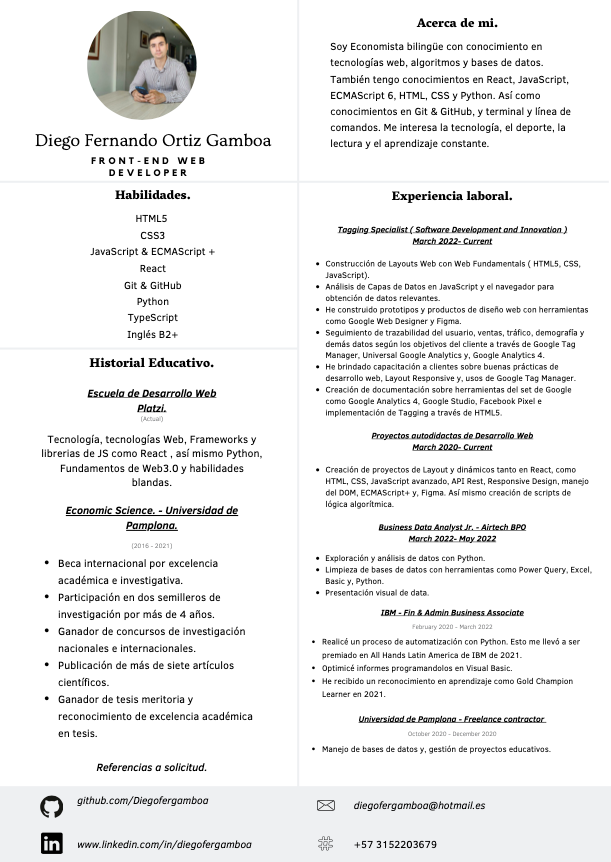 Diego Fernando Ortiz Gamboa
FRONT-END WEB
DEVELOPER
Acerca de mi.
Soy Economista bilingüe con conocimiento en
tecnologías web, algoritmos y bases de datos.
También tengo conocimientos en React, JavaScript,
ECMAScript 6, HTML, CSS y Python. Así como
conocimientos en Git & GitHub, y terminal y línea de
comandos. Me interesa la tecnología, el deporte, la
lectura y el aprendizaje constante.
Habilidades.
HTML5
CSS3
JavaScript & ECMAScript +
React
Git & GitHub
Python
TypeScript
Inglés B2+
Historial Educativo.
Escuela de Desarrollo Web
Platzi.
(Actual)
Tecnología, tecnologías Web, Frameworks y
librerias de JS como React , así mismo Python,
Fundamentos de Web3.0 y habilidades
blandas.
Economic Science. - Universidad de
Pamplona.
(2016 - 2021)
• Beca internacional por excelencia
académica e investigativa.
• Participación en dos semilleros de
investigación por más de 4 años.
• Ganador de concursos de investigación
nacionales e internacionales.
• Publicación de más de siete artículos
científicos.
• Ganador de tesis meritoria y
reconocimiento de excelencia académica
en tesis.
Referencias a solicitud.
Experiencia laboral.
Tagging Specialist ( Software Development and Innovation )
March 2022- Current
• Construcción de Layouts Web con Web Fundamentals ( HTML5, CSS,
JavaScript).
• Análisis de Capas de Datos en JavaScript y el navegador para
obtención de datos relevantes.
• He construido prototipos y productos de diseño web con herramientas
como Google Web Designer y Figma.
• Seguimiento de trazabilidad del usuario, ventas, tráfico, demografía y
demás datos según los objetivos del cliente a través de Google Tag
Manager, Universal Google Analytics y, Google Analytics 4.
• He brindado capacitación a clientes sobre buenas prácticas de
desarrollo web, Layout Responsive y, usos de Google Tag Manager.
• Creación de documentación sobre herramientas del set de Google
como Google Analytics 4, Google Studio, Facebook Pixel e
implementación de Tagging a través de HTML5.
Proyectos autodidactas de Desarrollo Web
March 2020- Current
• Creación de proyectos de Layout y dinámicos tanto en React, como
HTML, CSS, JavaScript avanzado, API Rest, Responsive Design, manejo
del DOM, ECMAScript+ y, Figma. Así mismo creación de scripts de
lógica algorítmica.
Business Data Analyst Jr. - Airtech BPO
March 2022- May 2022
• Exploración y análisis de datos con Python.
• Limpieza de bases de datos con herramientas como Power Query, Excel,
Basic y, Python.
• Presentación visual de data.
IBM - Fin & Admin Business Associate
February 2020 – March 2022
• Realicé un proceso de automatización con Python. Esto me llevó a ser
premiado en All Hands Latin America de IBM de 2021.
• Optimicé informes programandolos en Visual Basic.
• He recibido un reconocimiento en aprendizaje como Gold Champion
Learner en 2021.
Universidad de Pamplona - Freelance contractor
October 2020 – December 2020
• Manejo de bases de datos y, gestión de proyectos educativos.
github.com/Diegofergamboa
diegofergamboa@hotmail.es
www.linkedin.com/in/diegofergamboa
+57 3152203679